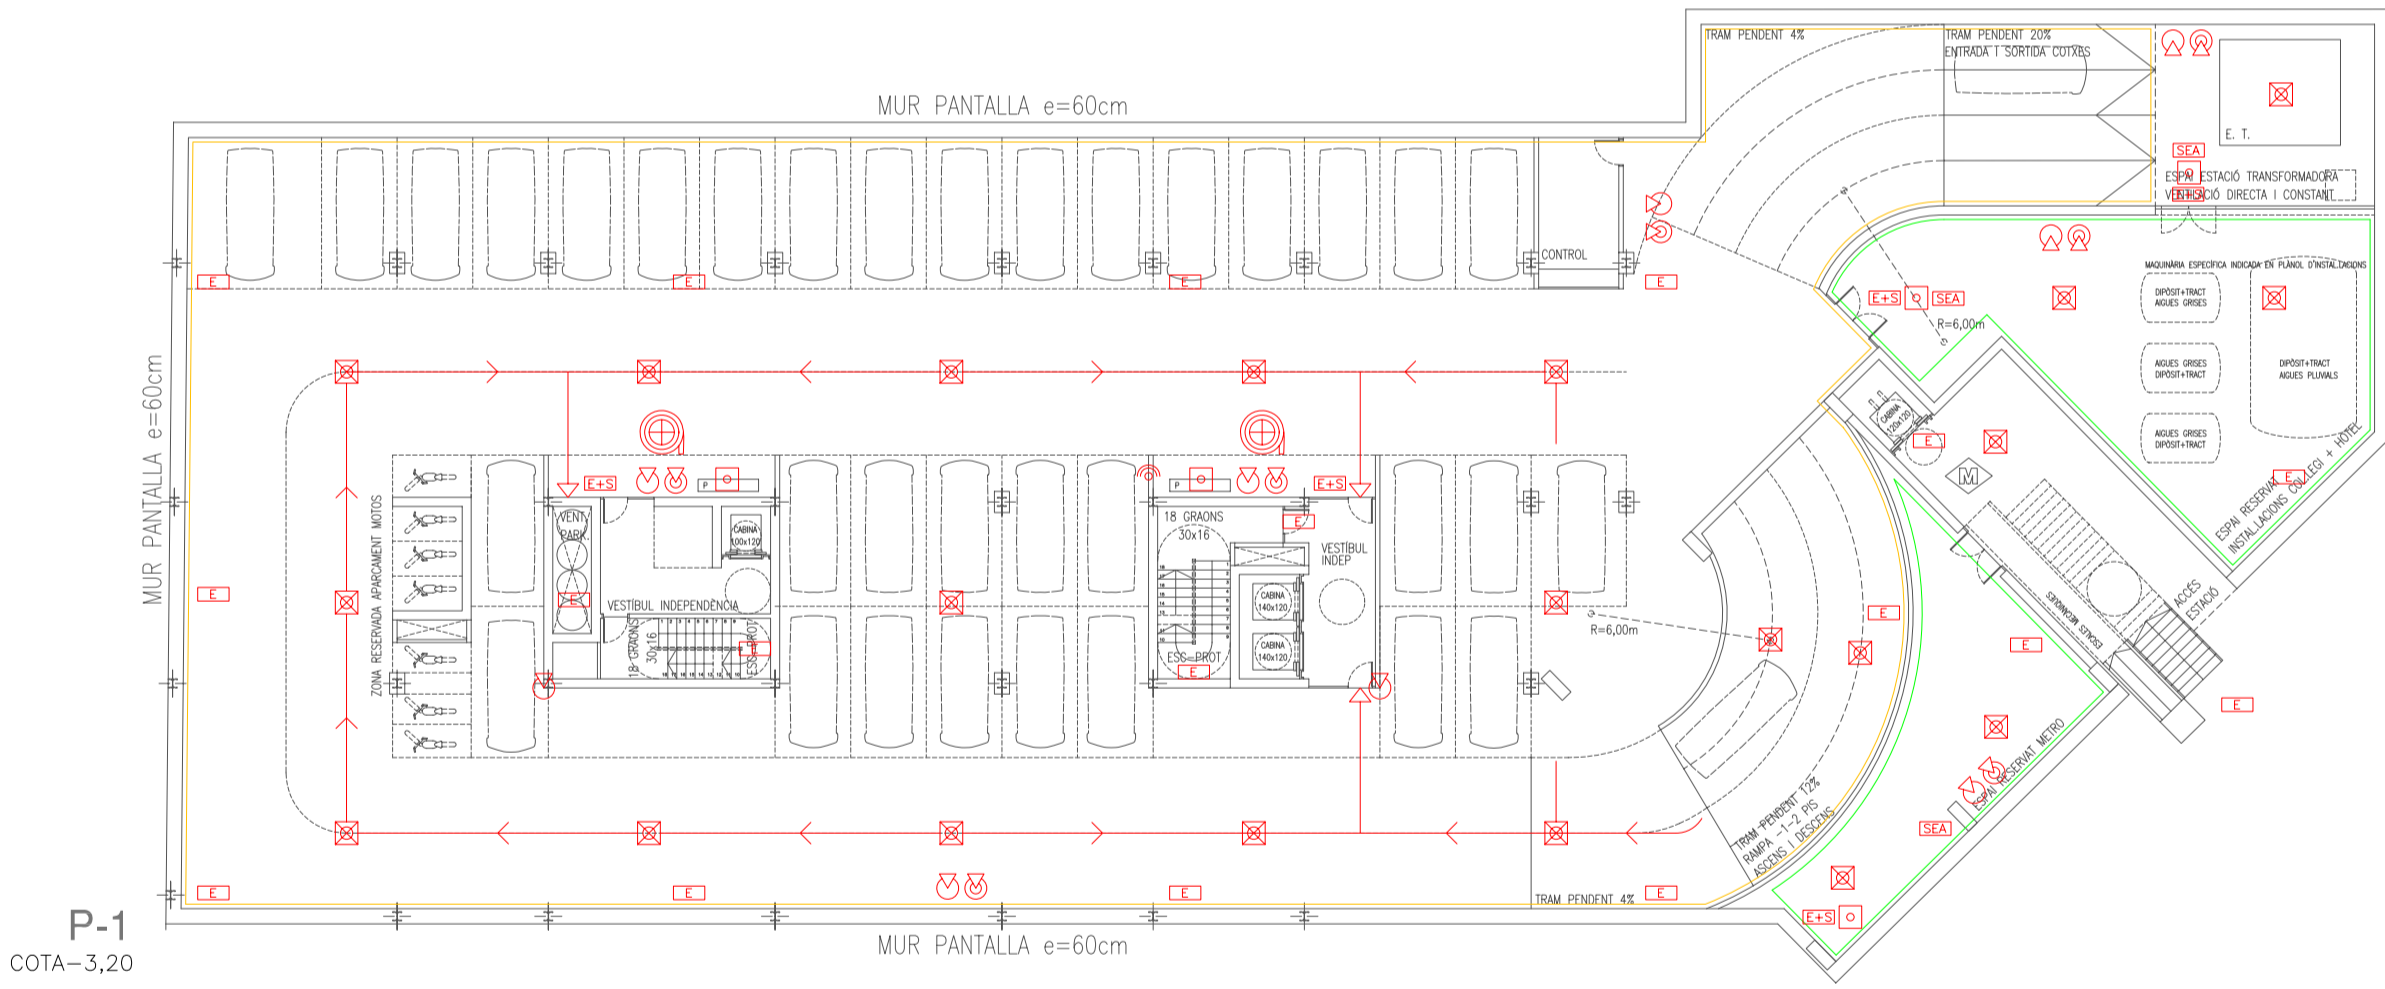 TRAM PENDENT 4%
TRAM PENDENT 20%
ENTRADA I SORTIDA COTXES
MUR PANTALLA e=60cm
E. T.
SEA
ESPAI ESTACIÓ TRANSFORMADORA
VENTILACIÓ DIRECTA I CONSTANT
E+S
CONTROL
MAQUINÀRIA ESPECÍFICA INDICADA EN PLÀNOL D'INSTAL.LACIONS
E
E
E
E
E+S
SEA
DIPÒSIT+TRACT
AIGUES GRISES
R=6,00m
AIGUES GRISES
DIPÒSIT+TRACT
DIPÒSIT+TRACT
AIGUES PLUVIALS
AIGUES GRISES
DIPÒSIT+TRACT
MUR PANTALLA e=60cm
CABINA
120x120
E
M
E
ESPAI RESERVAT
INSTAL.LACIONS COL.LEGI + HOTEL
E+S
P
P
E+S
ZONA RESERVADA APARCAMENT MOTOS
VENT.
PARK.
CABINA
100x120
18 GRAONS
30x16
E
VESTÍBUL
INDEP
E
E
VESTÍBUL INDEPENDÈNCIA
18 GRAONS
30x16
ESC-PROT
E
CABINA
140x120
CABINA
140x120
ESC-PROT
E
R=6,00m
E
E
ESCALES MECÀNIQUES
ACCÉS
ESTACIÓ
E
ESPAI RESERVAT METRO
TRAM PENDENT 12%
RAMPA -1-2 PIS
ASCENS I DESCENS
SEA
E
E
E
TRAM PENDENT 4%
E
E+S
P-1
COTA-3,20
MUR PANTALLA e=60cm